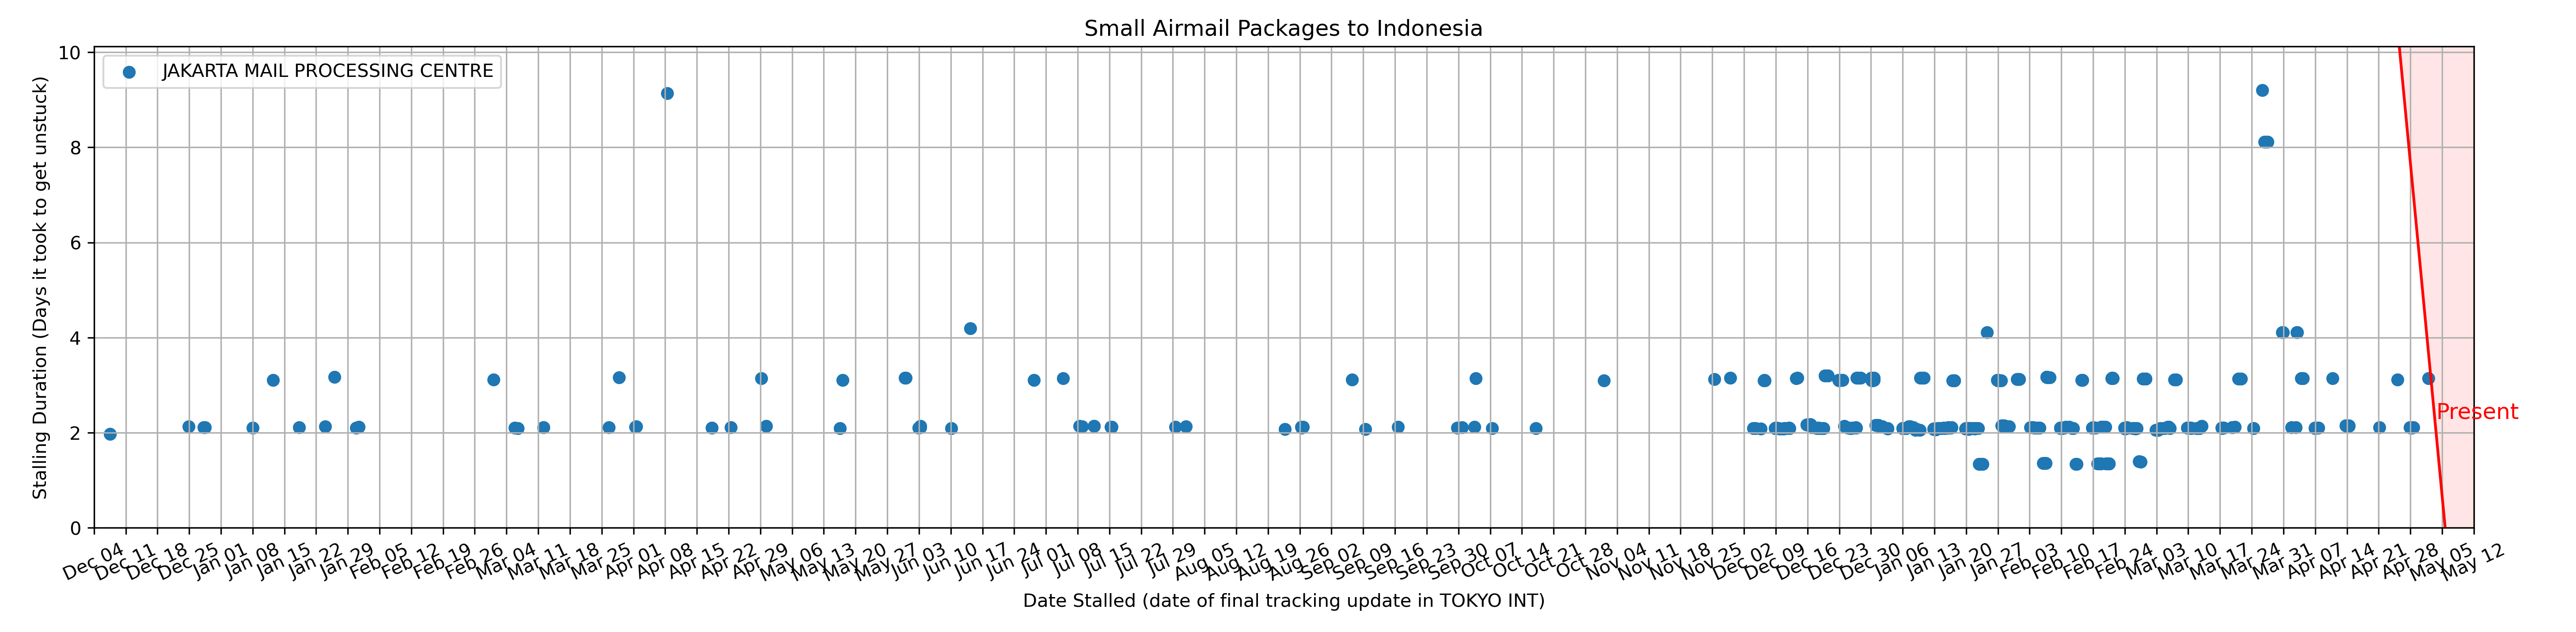 Small Airmail Packages to Indonesia
JAKARTA MAIL PROCESSING CENTRE
Stalling Duration (Days it took to get unstuck)
10
8
6
4
2
0
Present
Dec 04 Dec 11 Dec 18 Dec 25 Jan 01 Jan 08 Jan 15 Jan 22 Jan 29 Feb 05 Feb 12 Feb 19 Feb 26 Mar 04 Mar 11 Mar 18 Mar 25 Apr 01 Apr 08 Apr 15 Apr 22 Apr 29 May 06 May 13 May 20 May 27 Jun 03 Jun 10 Jun 17 Jun 24 Jul 01 Jul 08 Jul 15 Jul 22 Jul 29 Aug 05 Aug 12 Aug 19 Aug 26 Sep 02 Sep 09 Sep 16 Sep 23 Sep 30 Oct 07 Oct 14 Oct 21 Oct 28 Nov 04 Nov 11 Nov 18 Nov 25 Dec 02 Dec 09 Dec 16 Dec 23 Dec 30 Jan 06 Jan 13 Jan 20 Jan 27 Feb 03 Feb 10 Feb 17 Feb 24 Mar 03 Mar 10 Mar 17 Mar 24 Mar 31 Apr 07 Apr 14 Apr 21 Apr 28 May 05 May 12
Date Stalled (date of final tracking update in TOKYO INT)